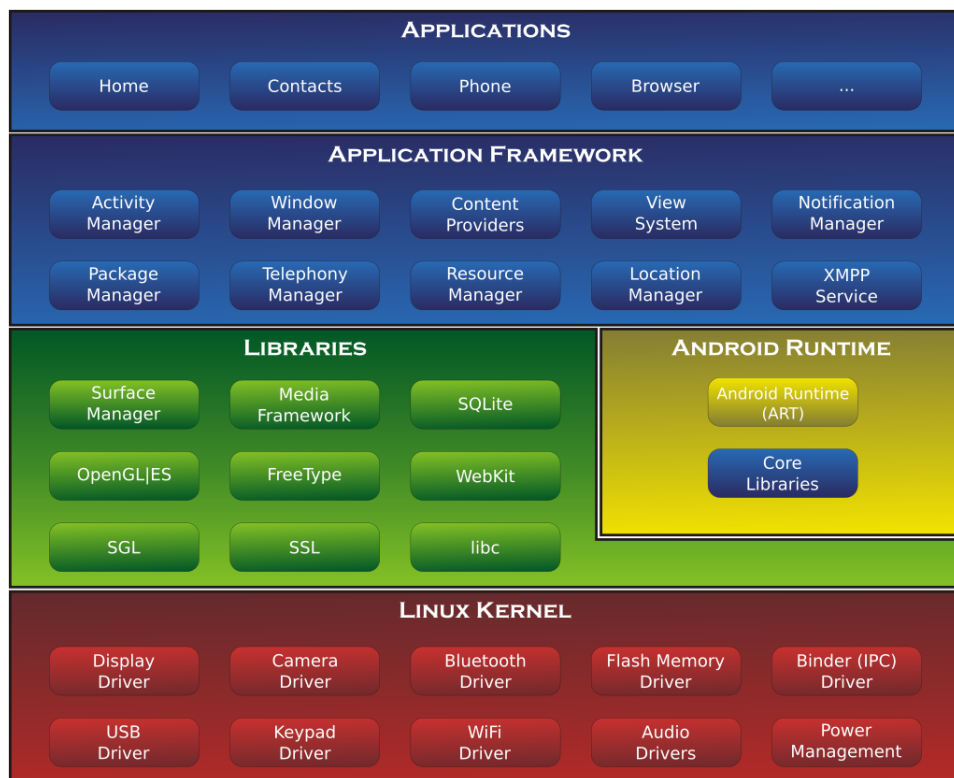 APPLICATIONS
Home
Contacts
Phone
Browser
...
APPLICATION FRAMEWORK
Activity
Manager
Window
Manager
Content
Providers
View
System
Notification
Manager
Package
Manager
Telephony
Manager
Resource
Manager
Location
Manager
XMPP
Service
LIBRARIES
Surface
Manager
Media
Framework
SQLite
OpenGL|ES
FreeType
WebKit
SGL
SSL
libc
ANDROID RUNTIME
Android Runtime
(ART)
Core
Libraries
LINUX KERNEL
Display
Driver
Camera
Driver
Bluetooth
Driver
Flash Memory
Driver
Binder (IPC)
Driver
USB
Driver
Keypad
Driver
WiFi
Driver
Audio
Drivers
Power
Management